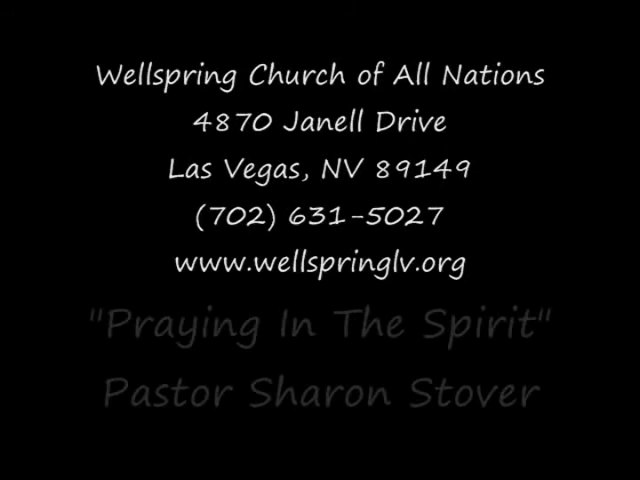 Wellspring Church of All Nations
4870 Janell Drive
Las Vegas, NV 89149
(702) 631-5027
www.wellspringlv.org
"Praying In The Spirit"
Pastor Sharon Stover